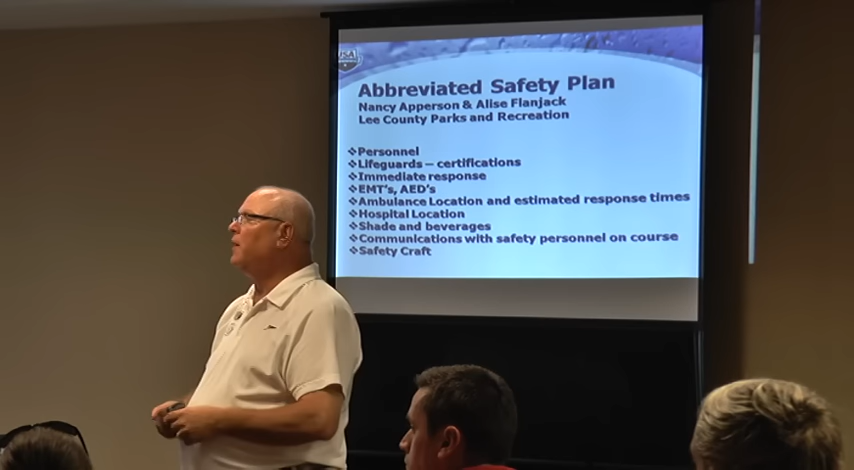 USA
Abbreviated Safety Plan
Nancy Apperson & Alise Flanjack
Lee County Parks and Recreation
❖Personnel
❖Lifeguards – certifications
❖Immediate response
❖EMT's, AED's
❖Ambulance Location and estimated response times
❖Hospital Location
❖Shade and beverages
❖Communications with safety personnel on course
❖Safety Craft